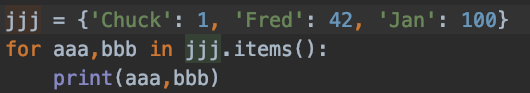 jjj = {'Chuck': 1, 'Fred': 42, 'Jan': 100}
for aaa,bbb in jjj.items():
    print(aaa,bbb)